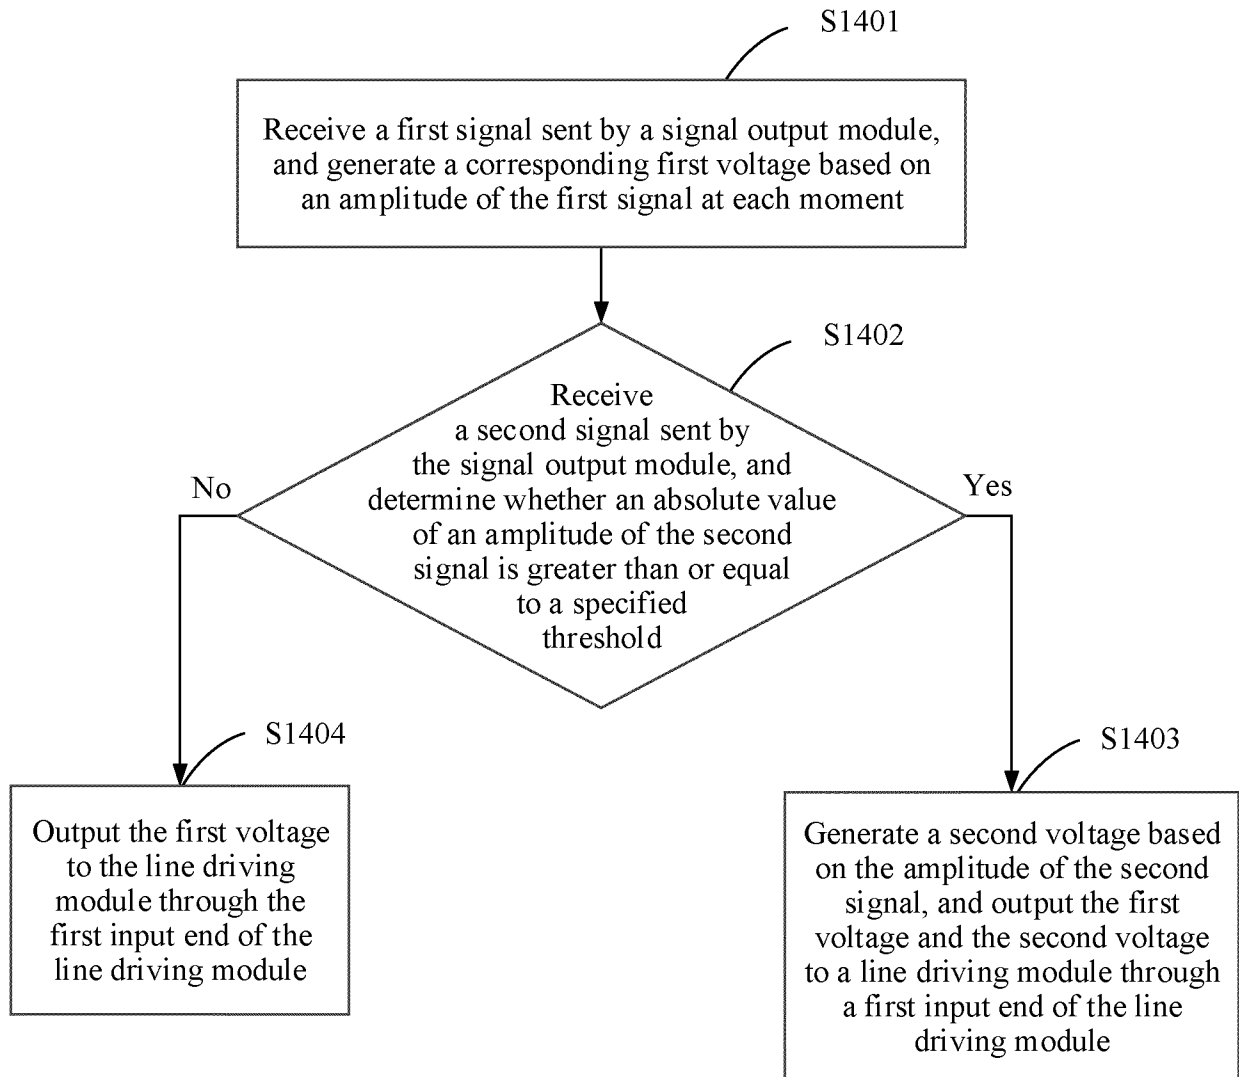 S1401
Receive a first signal sent by a signal output module,
and generate a corresponding first voltage based on
an amplitude of the first signal at each moment
S1402
Receive
a second signal sent by
the signal output module, and
determine whether an absolute value
of an amplitude of the second
signal is greater than or equal
to a specified
threshold
No
Yes
S1404
Output the first voltage
to the line driving
module through the
first input end of the
line driving module
S1403
Generate a second voltage based
on the amplitude of the second
signal, and output the first
voltage and the second voltage
to a line driving module through
a first input end of the line
driving module